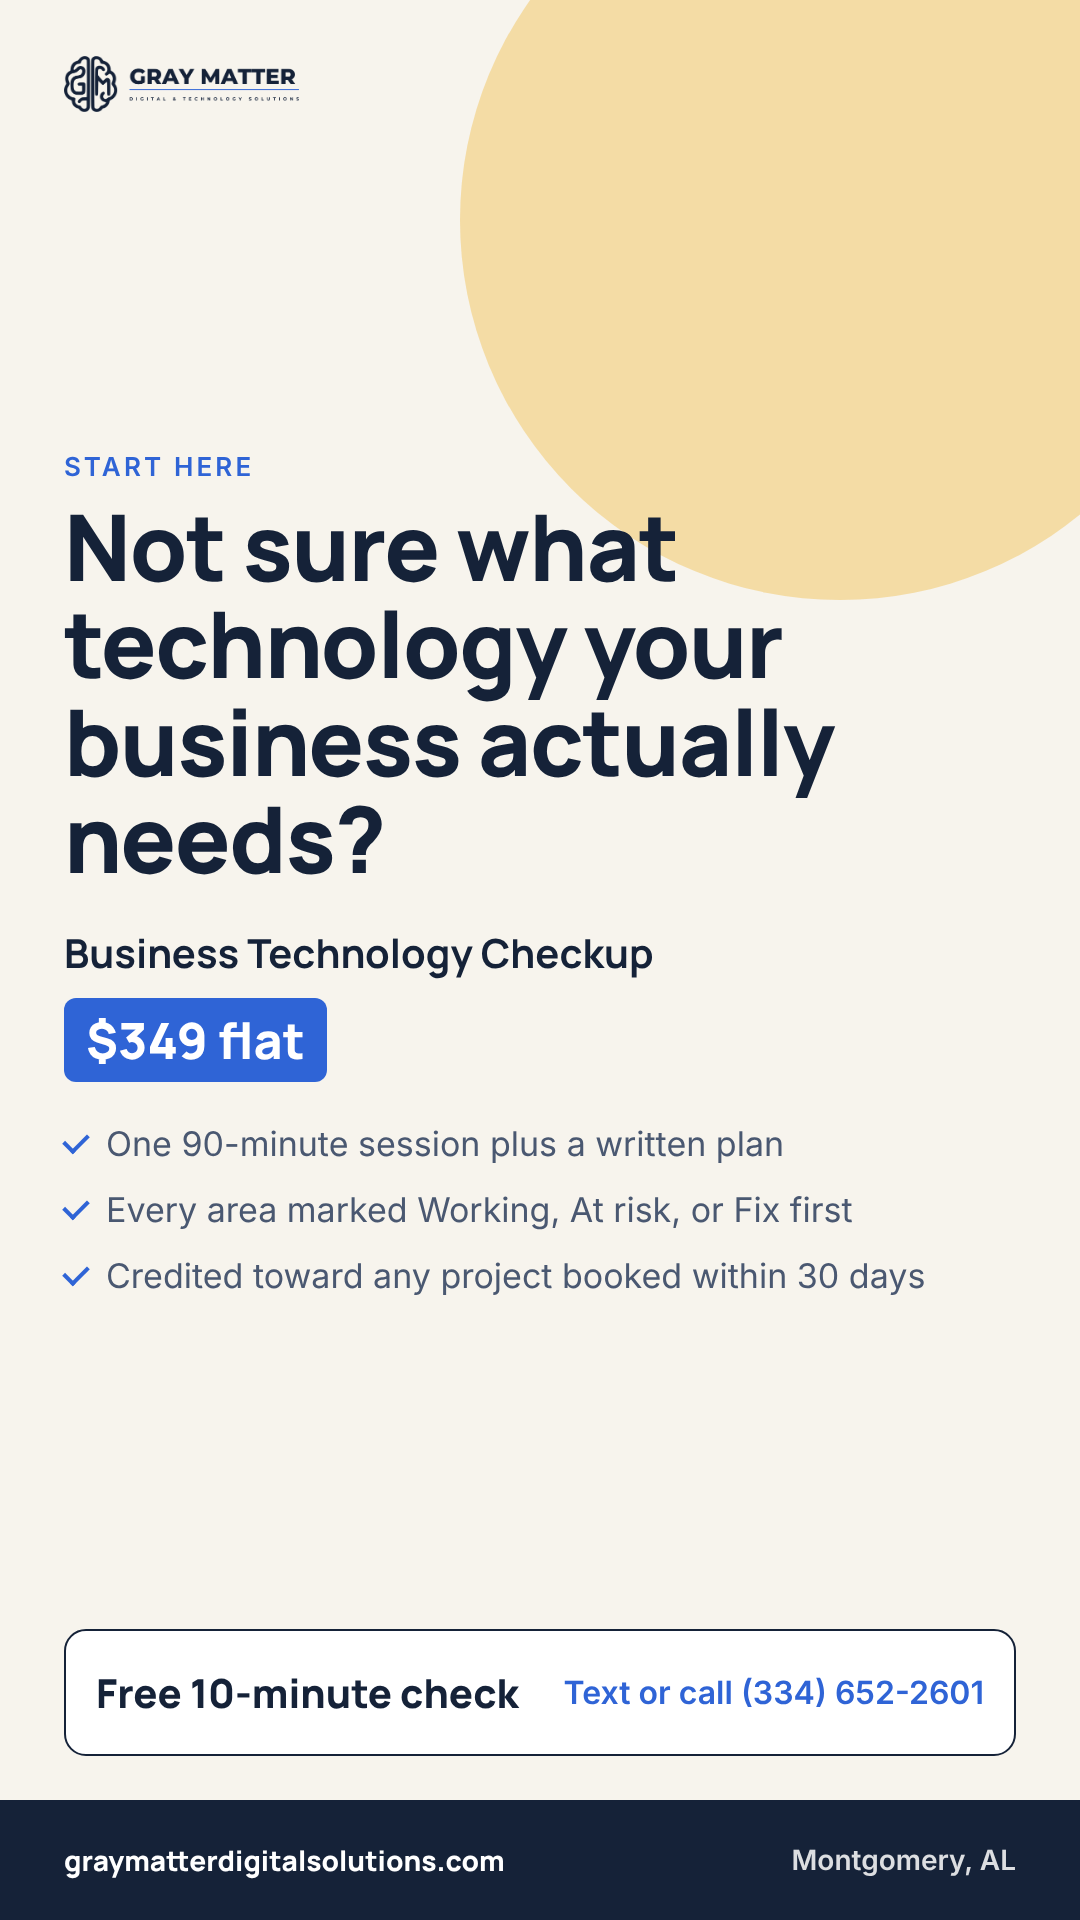 GM
GRAY MATTER
DIGITAL & TECHNOLOGY SOLUTIONS
START HERE
Not sure what
technology your
business actually
needs?
Business Technology Checkup
$349 flat
One 90-minute session plus a written plan
Every area marked Working, At risk, or Fix first
Credited toward any project booked within 30 days
Free 10-minute check
Text or call (334) 652-2601
graymatterdigitalsolutions.com
Montgomery, AL